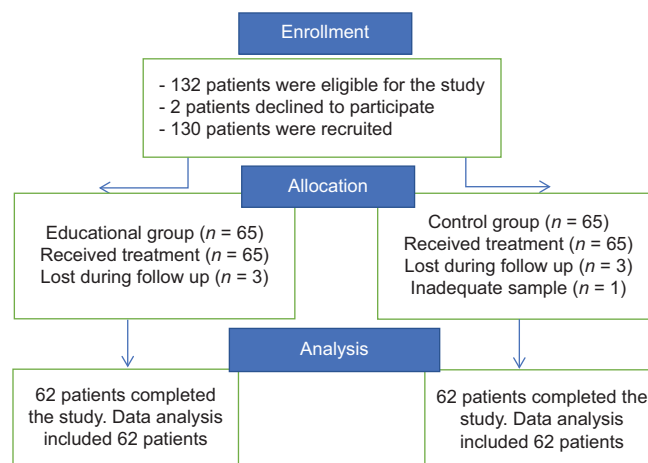 Enrollment
- 132 patients were eligible for the study
- 2 patients declined to participate
- 130 patients were recruited
Allocation
Educational group (n = 65)
Received treatment (n = 65)
Lost during follow up (n = 3)
Control group (n = 65)
Received treatment (n = 65)
Lost during follow up (n = 3)
Inadequate sample (n = 1)
Analysis
62 patients completed
the study. Data analysis
included 62 patients
62 patients completed the
study. Data analysis
included 62 patients